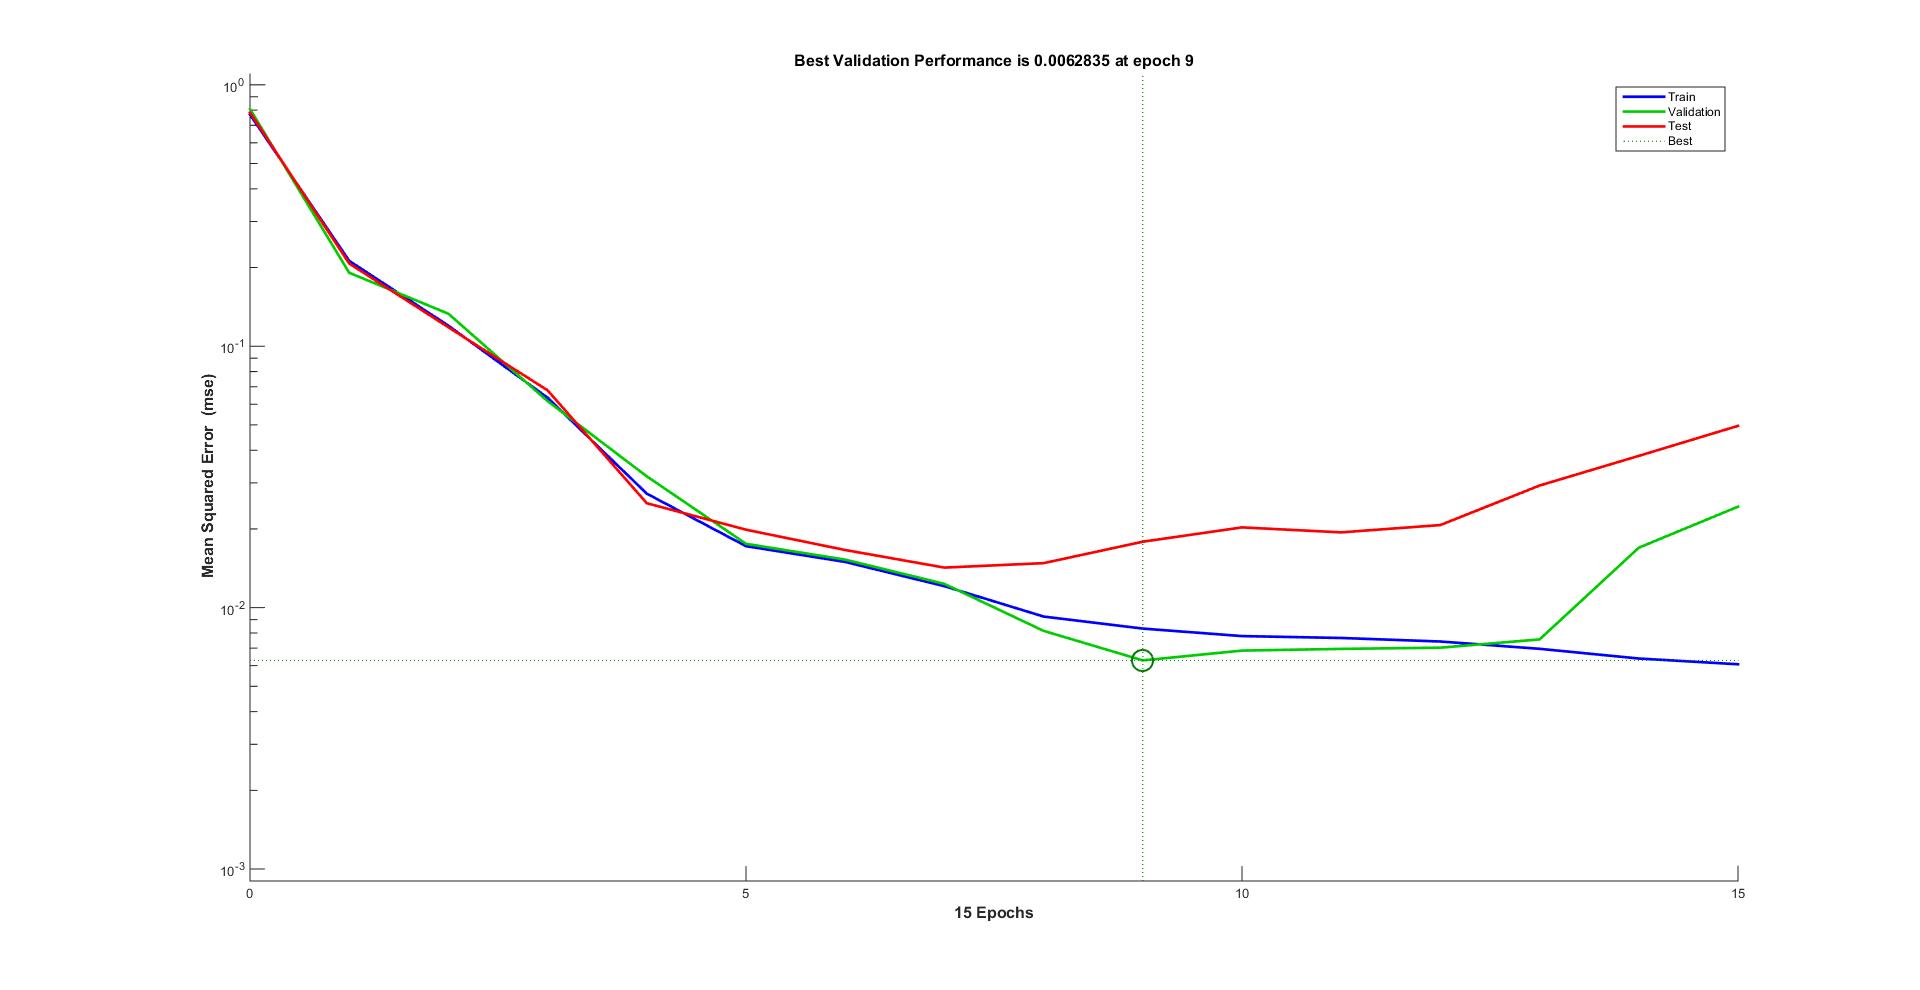 Best Validation Performance is 0.0062835 at epoch 9
10^0
10^-1
10^-2
10^-3
Mean Squared Error (mse)
Train
Validation
Test
Best
0 5 10 15
15 Epochs